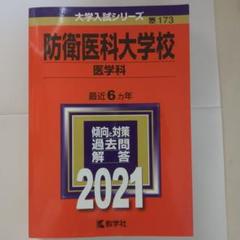 大学入試シリーズ 173
防衛医科大学校
医学科
最近6ヵ年
傾向と対策
過去問
解答
2021
教学社